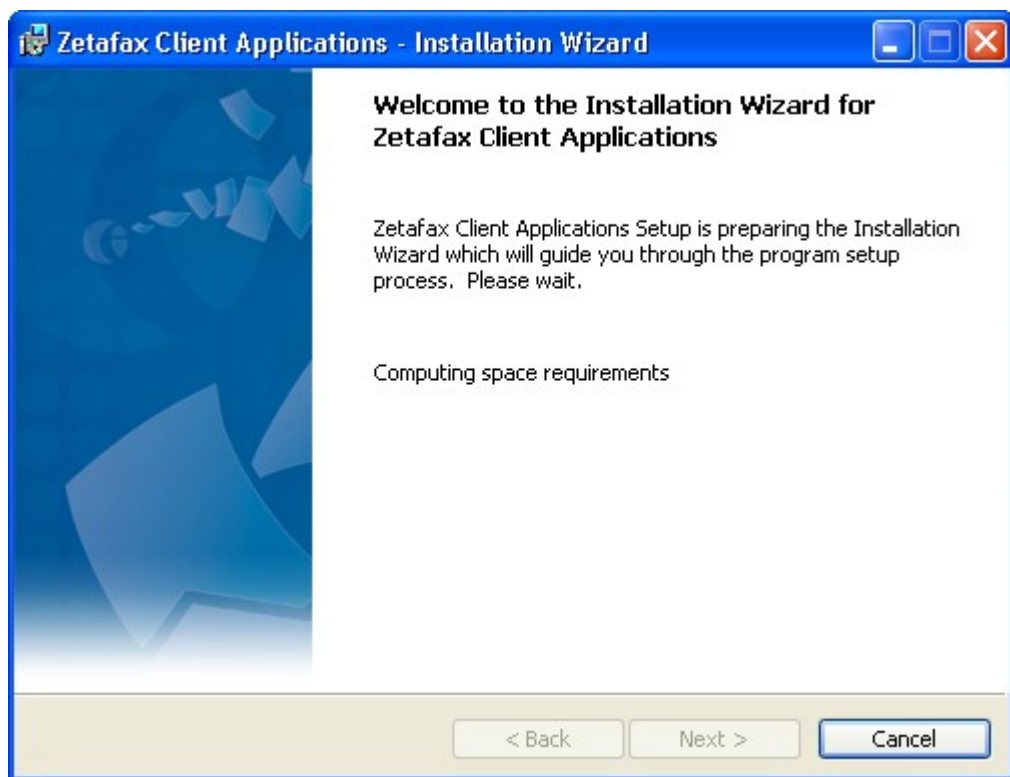 Zetafax Client Applications - Installation Wizard
Welcome to the Installation Wizard for
Zetafax Client Applications
Zetafax Client Applications Setup is preparing the Installation
Wizard which will guide you through the program setup
process.  Please wait.
Computing space requirements
< Back
Next >
Cancel